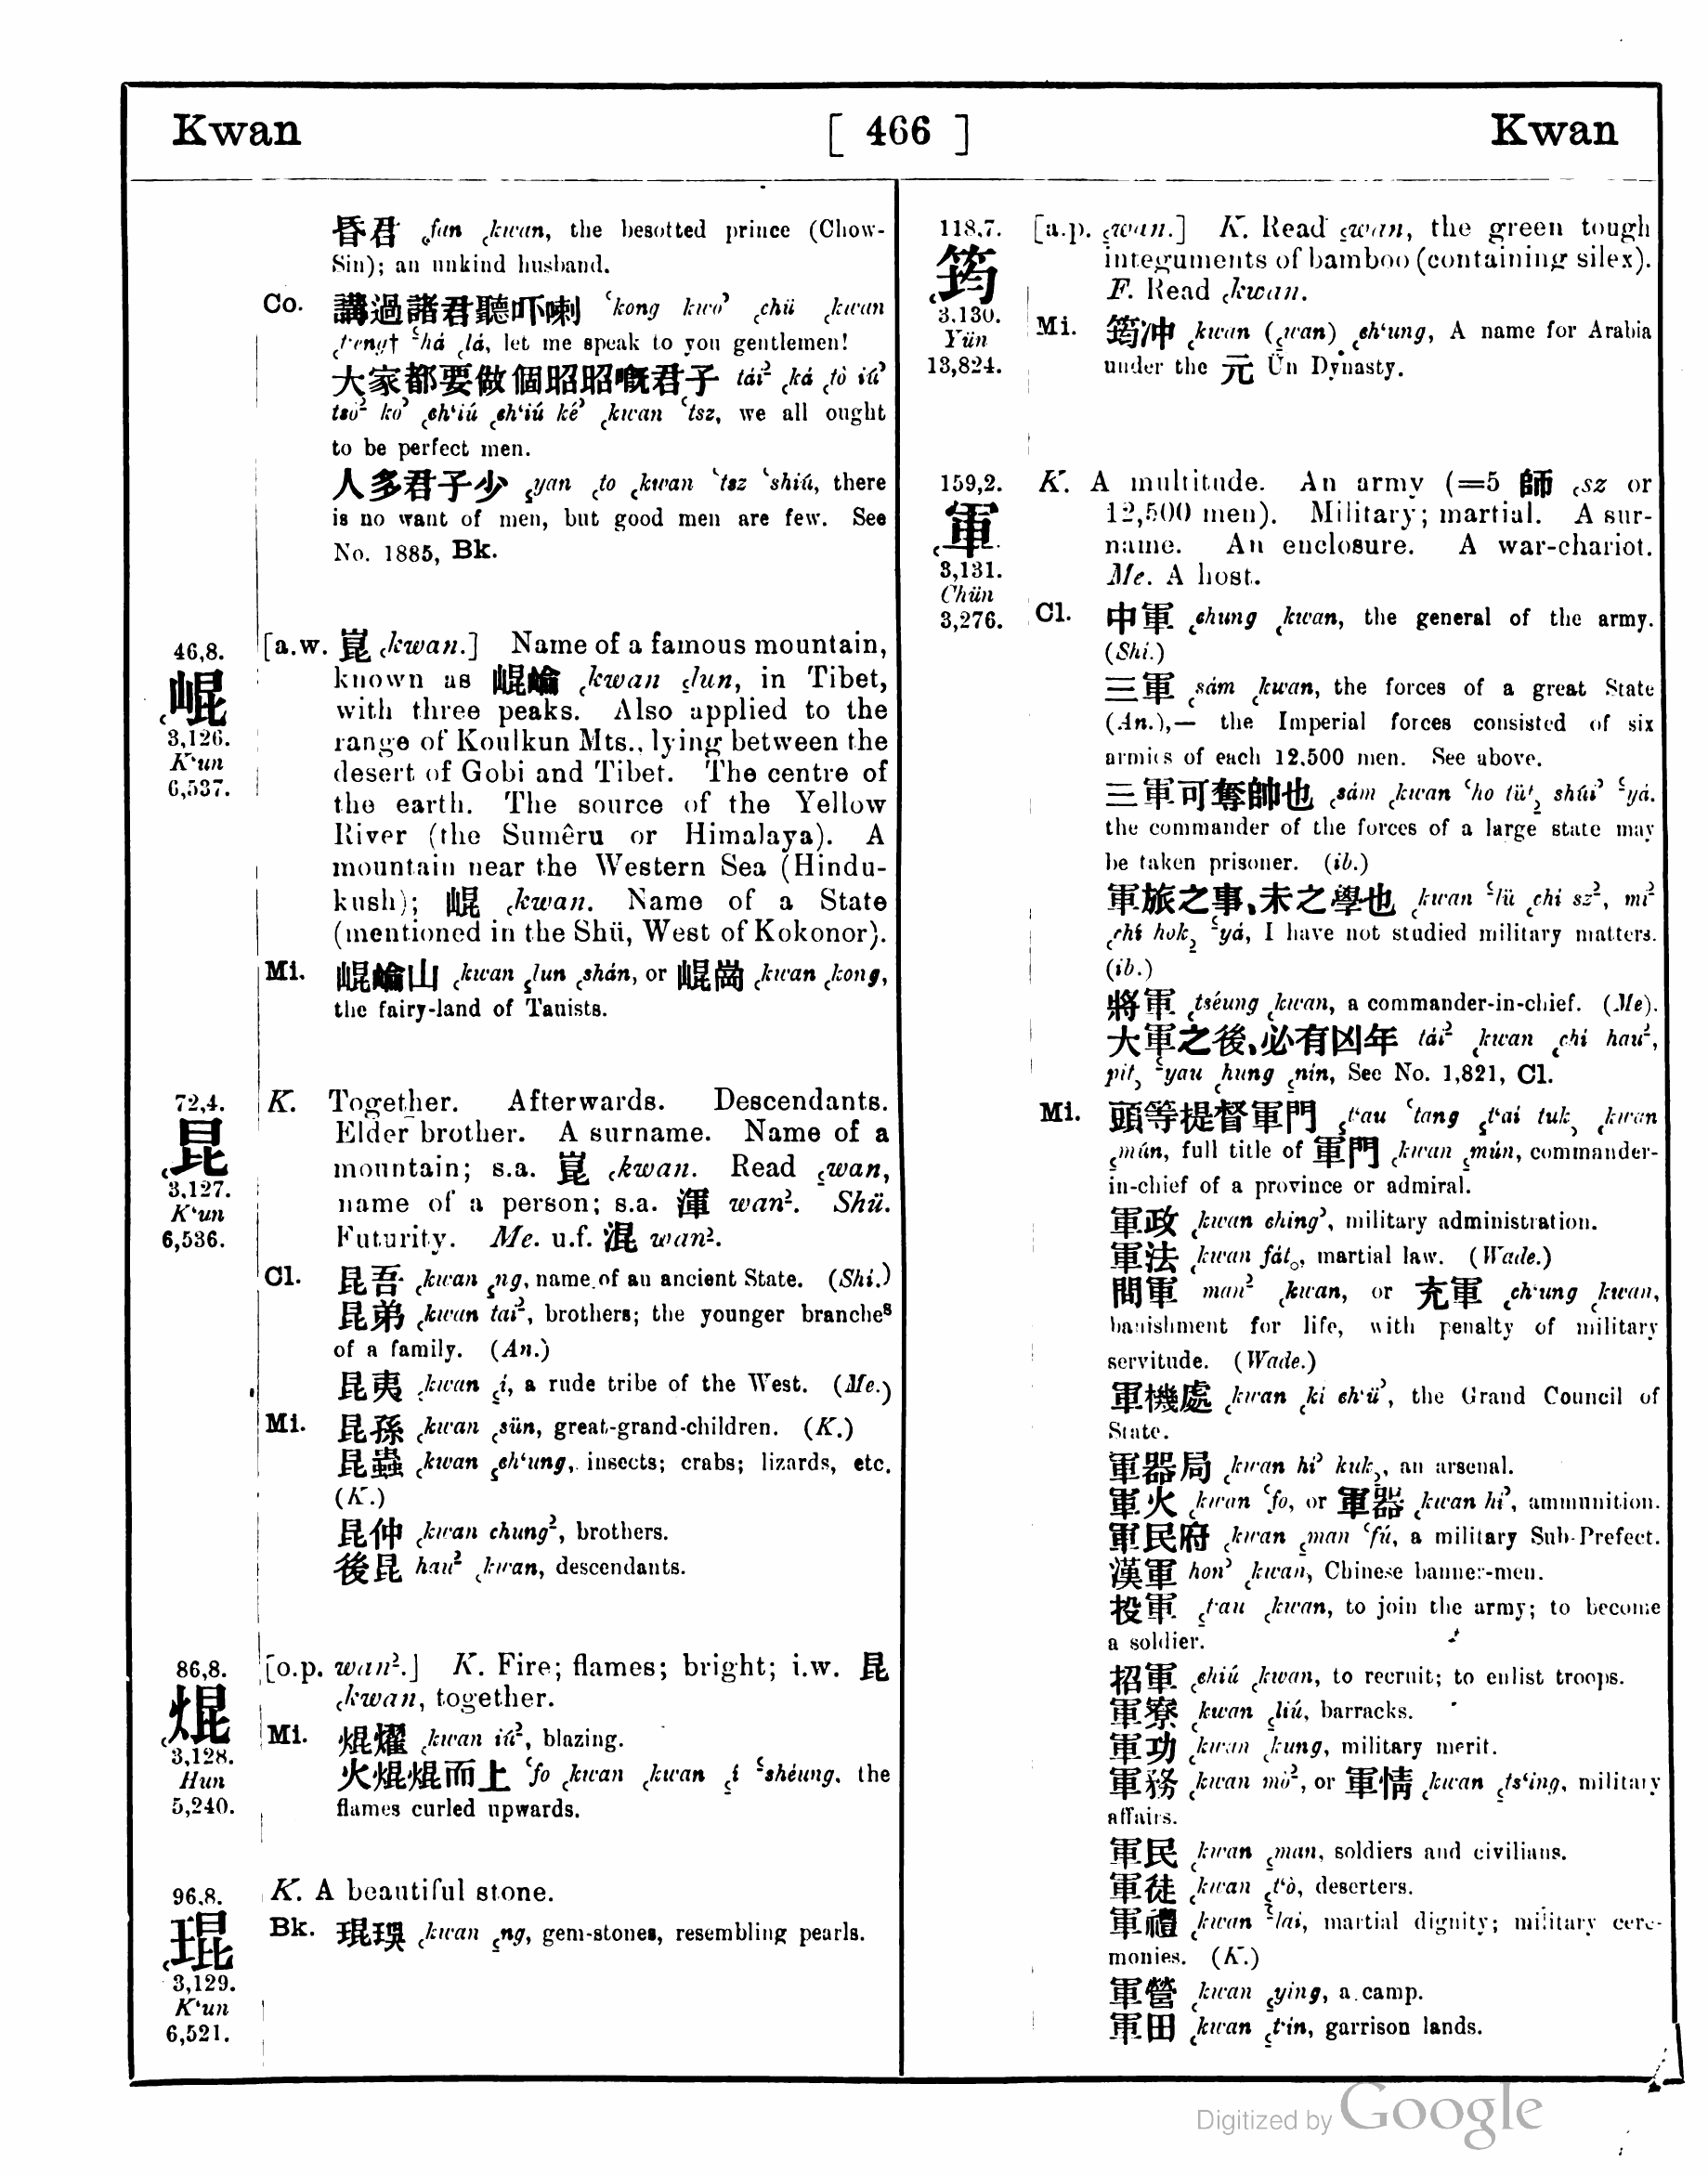 Kwan
[ 466 ]
Kwan
昏君 ꜀fan ꜀kwan, the besotted prince (Chow-
Sin); an unkind husband.
Co. 講過諸君聽吓喇 ꜂kong kwo꜄ ꜀chü ꜀kwan
꜀t‘eng† ꜃há ꜀lá, let me speak to you gentlemen!
大家都要做個昭昭嘅君子 tái꜅ ꜀ká ꜀tò iú꜄
tso꜅ ko꜄ ꜀ch‘iú ꜀ch‘iú ké꜄ ꜀kwan ꜂tsz, we all ought
to be perfect men.
人多君子少 ꜁yan ꜀to ꜀kwan ꜂tsz ꜂shiú, there
is no want of men, but good men are few. See
No. 1885, Bk.
46,8.
꜀崐
3,126.
K‘un
6,537.
[a.w. 崑 ꜀kwan.] Name of a famous mountain,
known as 崐崘 ꜀kwan ꜁lun, in Tibet,
with three peaks. Also applied to the
range of Koulkun Mts., lying between the
desert of Gobi and Tibet. The centre of
the earth. The source of the Yellow
River (the Sumêru or Himalaya). A
mountain near the Western Sea (Hindu-
kush); 崐 ꜀kwan. Name of a State
(mentioned in the Shü, West of Kokonor).
Mi. 崐崘山 ꜀kwan ꜁lun ꜀shán, or 崐崗 ꜀kwan ꜀kong,
the fairy-land of Tauists.
72,4.
꜀昆
3,127.
K‘un
6,536.
K. Together. Afterwards. Descendants.
Elder brother. A surname. Name of a
mountain; s.a. 崑 ꜀kwan. Read ꜁wan,
name of a person; s.a. 渾 wan꜅. Shü.
Futurity. Me. u.f. 混 wan꜅.
Cl. 昆吾 ꜀kwan ꜁ng, name of an ancient State. (Shi.)
昆弟 ꜀kwan tai꜅, brothers; the younger branches
of a family. (An.)
昆夷 ꜀kwan ꜁í, a rude tribe of the West. (Me.)
Mi. 昆孫 ꜀kwan ꜀sün, great-grand-children. (K.)
昆蟲 ꜀kwan ꜁ch‘ung, insects; crabs; lizards, etc.
(K.)
昆仲 ꜀kwan chung꜅, brothers.
後昆 hau꜅ ꜀kwan, descendants.
86,8.
꜀焜
3,128.
Hun
5,240.
[o.p. wan꜅.] K. Fire; flames; bright; i.w. 昆
꜀kwan, together.
Mi. 焜燿 ꜀kwan iú꜅, blazing.
火焜焜而上 ꜂fo ꜀kwan ꜀kwan ꜁í ꜃shéung, the
flames curled upwards.
96,8.
꜀琨
3,129.
K‘un
6,521.
K. A beautiful stone.
Bk. 琨珸 ꜀kwan ꜁ng, gem-stones, resembling pearls.
118,7.
꜀筠
3.130.
Yün
13,824.
[a.p. ꜁wan.] K. Read ꜁wan, the green tough
integuments of bamboo (containing silex).
F. Read ꜀kwan.
Mi. 筠冲 ꜀kwan (꜁wan) ꜀ch‘ung, A name for Arabia
under the 元 Ün Dynasty.
159,2.
꜀軍
3,131.
Chün
3,276.
K. A multitude. An army (=5 師 ꜀sz or
12,500 men). Military; martial. A sur-
name. An enclosure. A war-chariot.
Me. A host.
Cl. 中軍 ꜀chung ꜀kwan, the general of the army.
(Shi.)
三軍 ꜀sám ꜀kwan, the forces of a great State
(An.),— the Imperial forces consisted of six
armies of each 12,500 men. See above.
三軍可奪帥也 ꜀sám ꜀kwan ꜂ho tüt꜇ shúi꜄ ꜃yá,
the commander of the forces of a large state may
be taken prisoner. (ib.)
軍旅之事、未之學也 ꜀kwan ꜃lü ꜀chi sz꜅, mi꜅
꜀chi hok꜇ ꜃yá, I have not studied military matters.
(ib.)
將軍 ꜀tséung ꜀kwan, a commander-in-chief. (Me).
大軍之後、必有凶年 tái꜅ ꜀kwan ꜀chi hau꜅,
pit꜆ ꜃yau ꜀hung ꜁nín, See No. 1,821, Cl.
Mi. 頭等提督軍門 ꜁t‘au ꜂tang ꜁t‘ai tuk꜆ ꜀kwan
꜁mún, full title of 軍門 ꜀kwan ꜁mún, commander-
in-chief of a province or admiral.
軍政 ꜀kwan ching꜄, military administration.
軍法 ꜀kwan fát꜀, martial law. (Wade.)
問軍 man꜅ ꜀kwan, or 充軍 ꜀ch‘ung ꜀kwan,
banishment for life, with penalty of military
servitude. (Wade.)
軍機處 ꜀kwan ꜀ki ch‘ü꜄, the Grand Council of
State.
軍器局 ꜀kwan hi꜄ kuk꜇, an arsenal.
軍火 ꜀kwan ꜂fo, or 軍器 ꜀kwan hi꜄, ammunition.
軍民府 ꜀kwan ꜁man ꜂fú, a military Sub-Prefect.
漢軍 hon꜄ ꜀kwan, Chinese banner-men.
投軍 ꜁t‘au ꜀kwan, to join the army; to become
a soldier.
招軍 ꜀chiú ꜀kwan, to recruit; to enlist troops.
軍寮 ꜀kwan ꜁liú, barracks.
軍功 ꜀kwan ꜀kung, military merit.
軍務 ꜀kwan mò꜅, or 軍情 ꜀kwan ꜁ts‘ing, military
affairs.
軍民 ꜀kwan ꜁man, soldiers and civilians.
軍徒 ꜀kwan ꜁t‘ò, deserters.
軍禮 ꜀kwan ꜃lai, martial dignity; military cere-
monies. (K.)
軍營 ꜀kwan ꜁ying, a camp.
軍田 ꜀kwan ꜁t‘in, garrison lands.
Digitized by Google